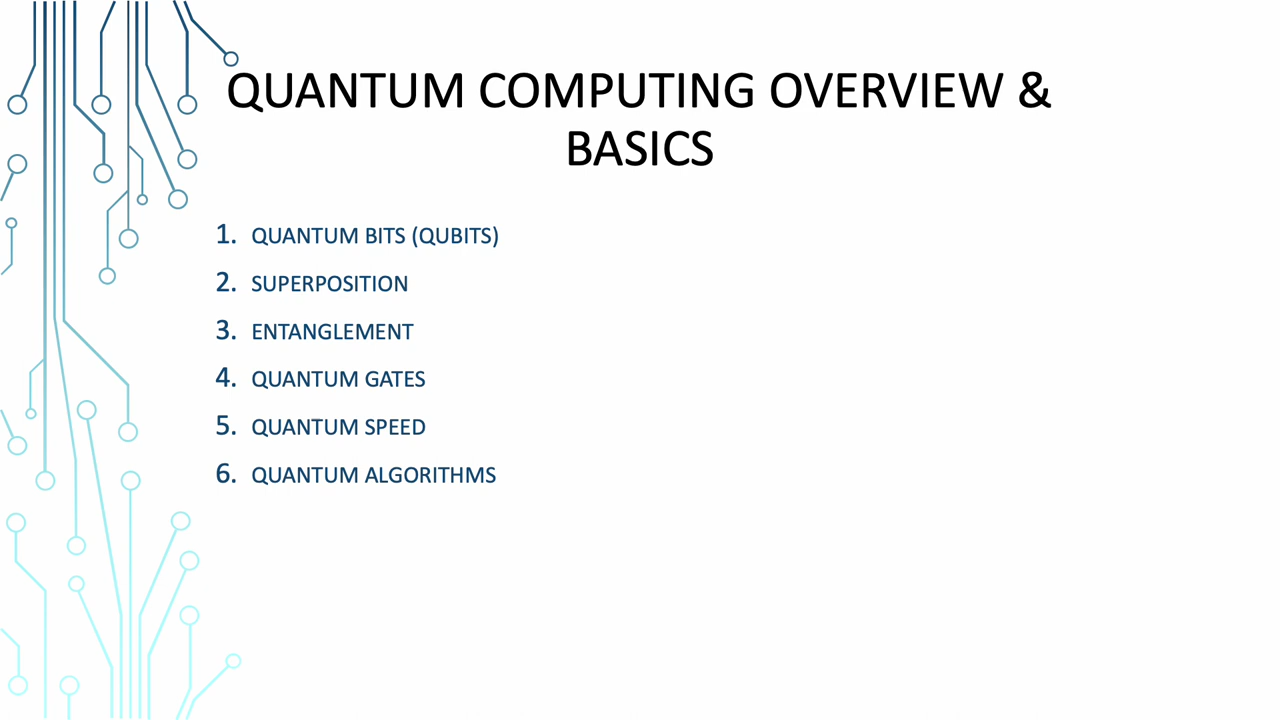 QUANTUM COMPUTING OVERVIEW &
BASICS
1. QUANTUM BITS (QUBITS)
2. SUPERPOSITION
3. ENTANGLEMENT
4. QUANTUM GATES
5. QUANTUM SPEED
6. QUANTUM ALGORITHMS